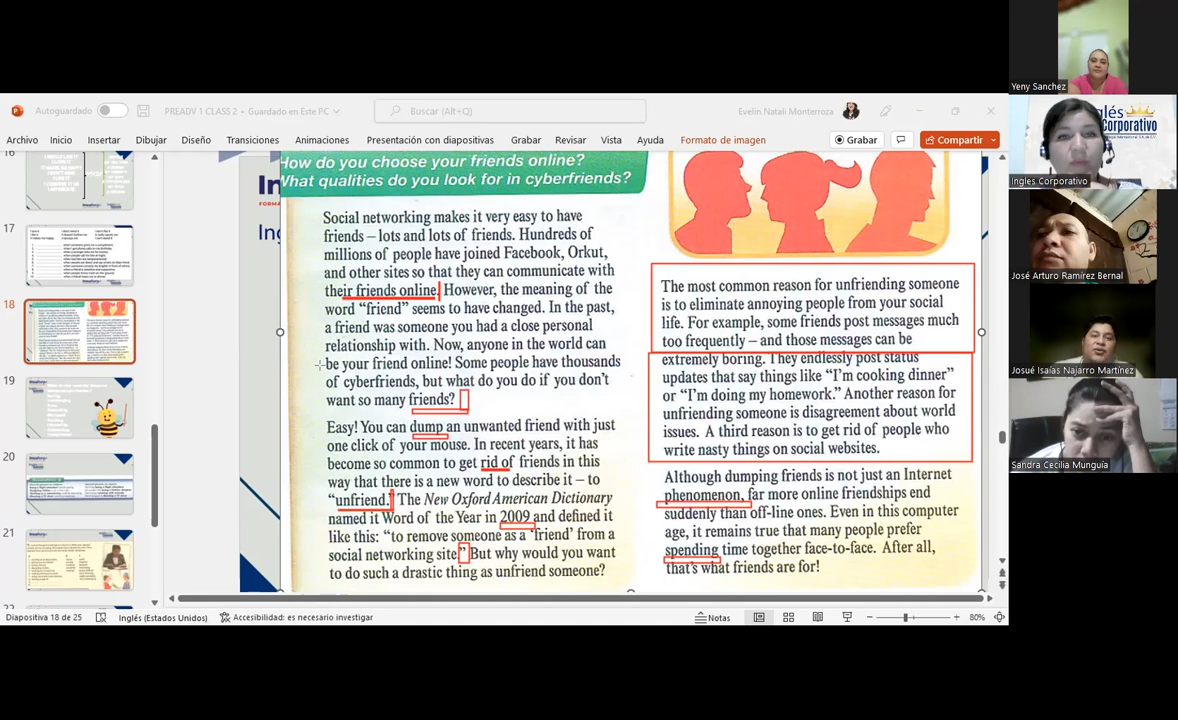 Autoguardado
PREADV 1 CLASS 2 • Guardado en Este PC
Buscar (Alt+Q)
Evelin Natali Monterroza
Archivo Inicio Insertar Dibujar Diseño Transiciones Animaciones Presentación con diapositivas Grabar Revisar Vista Ayuda Formato de imagen
Grabar
Compartir
16
17
18
19
20
21
22
How do you choose your friends online?
What qualities do you look for in cyberfriends?
Social networking makes it very easy to have
friends – lots and lots of friends. Hundreds of
millions of people have joined Facebook, Orkut,
and other sites so that they can communicate with
their friends online. However, the meaning of the
word “friend” seems to have changed. In the past,
a friend was someone you had a close personal
relationship with. Now, anyone in the world can
be your friend online! Some people have thousands
of cyberfriends, but what do you do if you don’t
want so many friends?
Easy! You can dump an unwanted friend with just
one click of your mouse. In recent years, it has
become so common to get rid of friends in this
way that there is a new word to describe it – to
“unfriend.” The New Oxford American Dictionary
named it Word of the Year in 2009 and defined it
like this: “to remove someone as a ‘friend’ from a
social networking site.” But why would you want
to do such a drastic thing as unfriend someone?
The most common reason for unfriending someone
is to eliminate annoying people from your social
life. For example, some friends post messages much
too frequently – and those messages can be
extremely boring. They endlessly post status
updates that say things like “I’m cooking dinner”
or “I’m doing my homework.” Another reason for
unfriending someone is disagreement about world
issues. A third reason is to get rid of people who
write nasty things on social websites.
Although dumping friends is not just an Internet
phenomenon, far more online friendships end
suddenly than off-line ones. Even in this computer
age, it remains true that many people prefer
spending time together face-to-face. After all,
that’s what friends are for!
Diapositiva 18 de 25
Inglés (Estados Unidos)
Accesibilidad: es necesario investigar
Notas
80%
Yeny Sanchez
Ingles Corporativo
José Arturo Ramírez Bernal
Josué Isaías Najarro Martínez
Sandra Cecilia Munguía